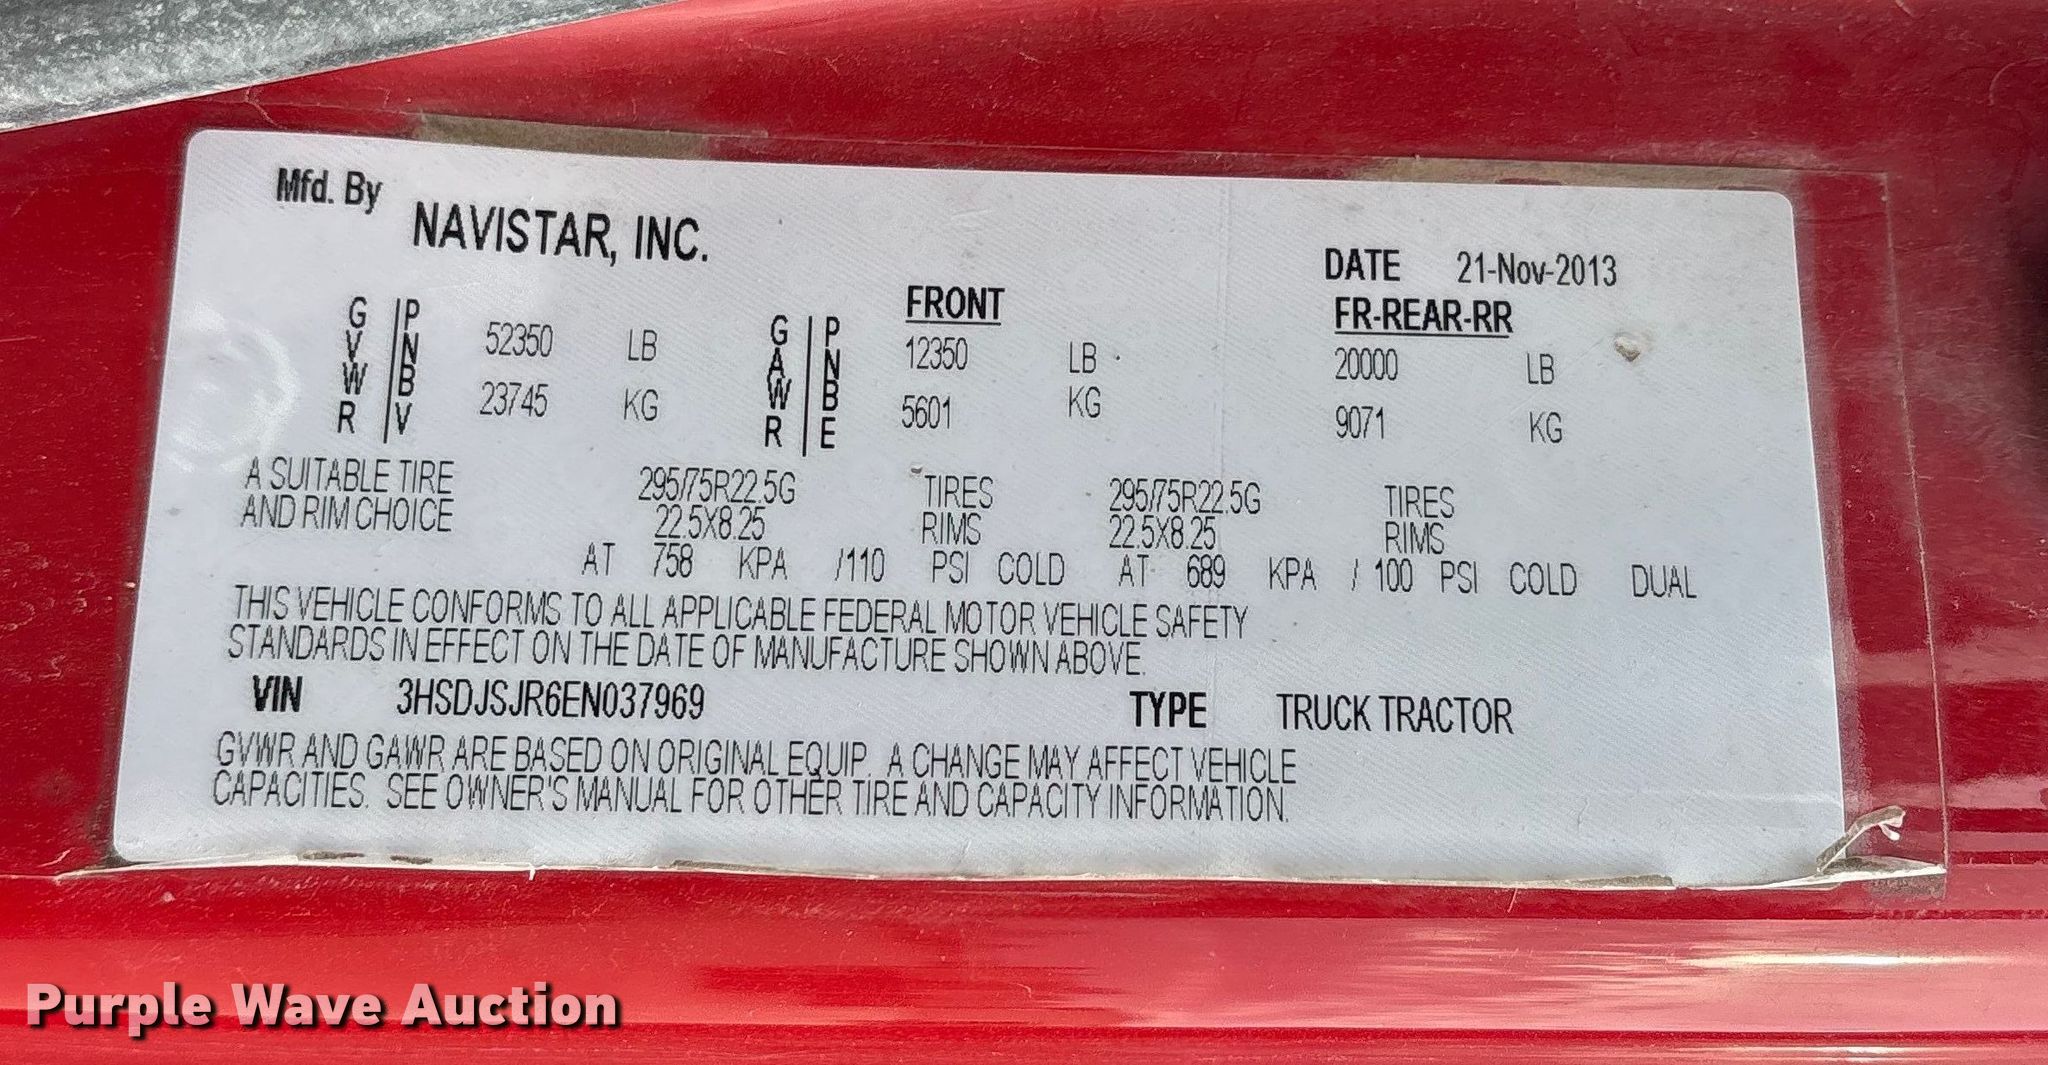 Mfd. By NAVISTAR, INC.
DATE 21-Nov-2013
FRONT FR-REAR-RR
GVWR PNBV 52350 LB GAWR PNBE 12350 LB 20000 LB
23745 KG 5601 KG 9071 KG
A SUITABLE TIRE 295/75R22.5G TIRES 295/75R22.5G TIRES
AND RIM CHOICE 22.5X8.25 RIMS 22.5X8.25 RIMS
AT 758 KPA /110 PSI COLD AT 689 KPA / 100 PSI COLD DUAL
THIS VEHICLE CONFORMS TO ALL APPLICABLE FEDERAL MOTOR VEHICLE SAFETY
STANDARDS IN EFFECT ON THE DATE OF MANUFACTURE SHOWN ABOVE.
VIN 3HSDJSJR6EN037969 TYPE TRUCK TRACTOR
GVWR AND GAWR ARE BASED ON ORIGINAL EQUIP. A CHANGE MAY AFFECT VEHICLE
CAPACITIES. SEE OWNER'S MANUAL FOR OTHER TIRE AND CAPACITY INFORMATION.
Purple Wave Auction